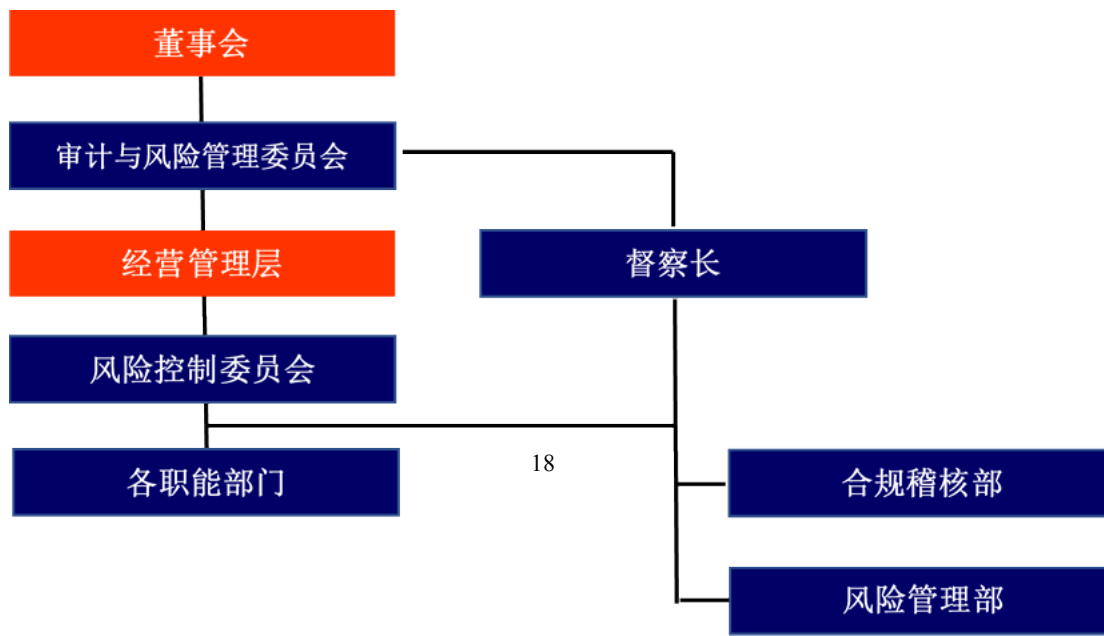 董事会
审计与风险管理委员会
经营管理层
督察长
风险控制委员会
各职能部门
18
合规稽核部
风险管理部